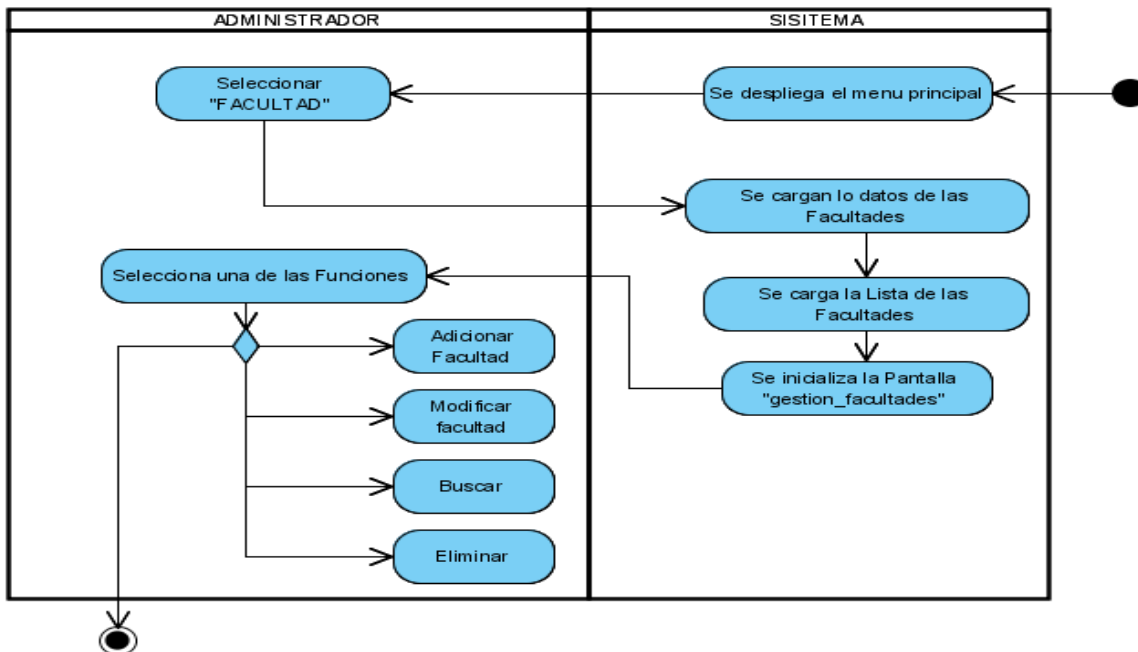 ADMINISTRADOR
SISITEMA
Seleccionar
"FACULTAD"
Se despliega el menu principal
Se cargan lo datos de las
Facultades
Selecciona una de las Funciones
Se carga la Lista de las
Facultades
Adicionar
Facultad
Se inicializa la Pantalla
"gestion_facultades"
Modificar
facultad
Buscar
Eliminar